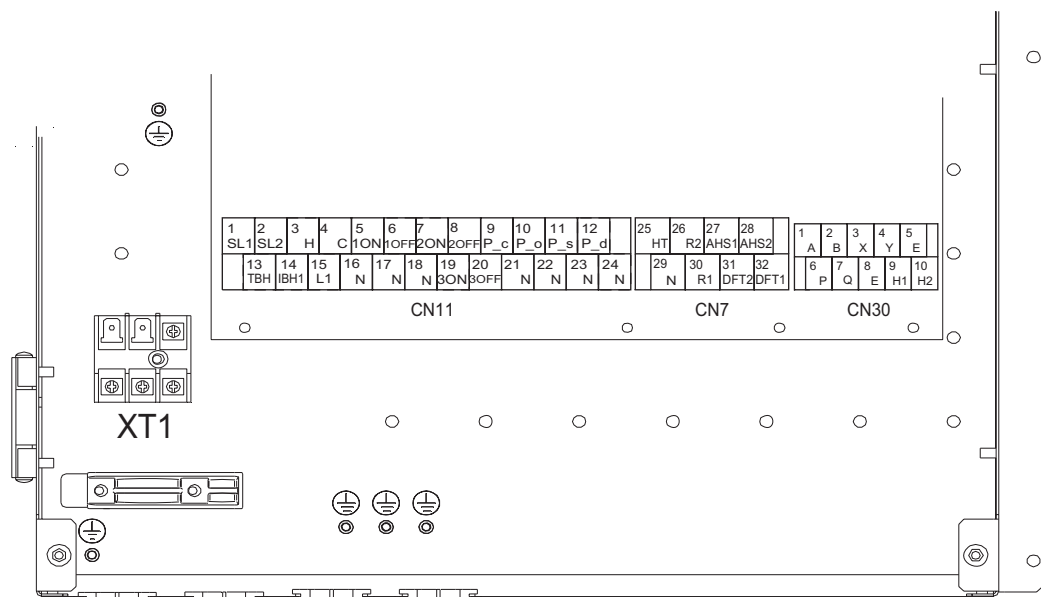 1 2 3 4 5 6 7 8 9 10 11 12
SL1 SL2 H C 1ON 1OFF 2ON 2OFF P_c P_o P_s P_d
13 14 15 16 17 18 19 20 21 22 23 24
TBH IBH1 L1 N N N 3ON 3OFF N N N N
CN11
25 26 27 28
HT R2 AHS1 AHS2
29 30 31 32
N R1 DFT2 DFT1
CN7
1 2 3 4 5
A B X Y E
6 7 8 9 10
P Q E H1 H2
CN30
XT1